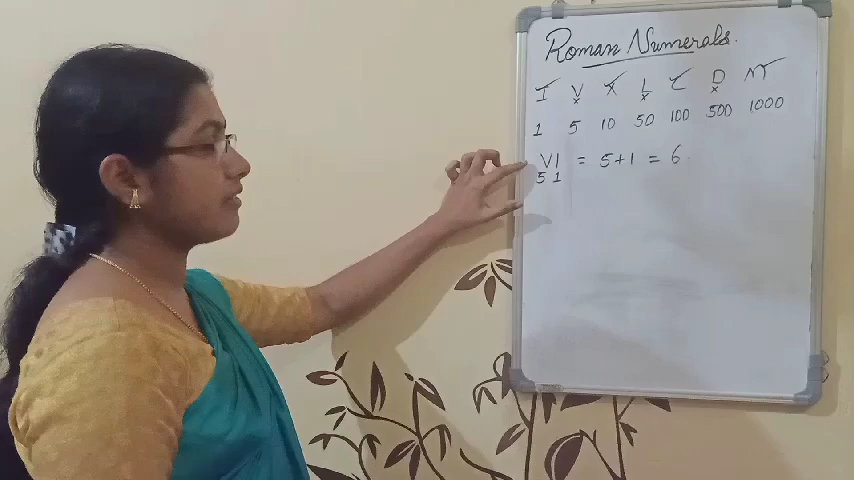 Roman Numerals.
I V X L C D M
x x x
1 5 10 50 100 500 1000
VI = 5+1 = 6
5 1